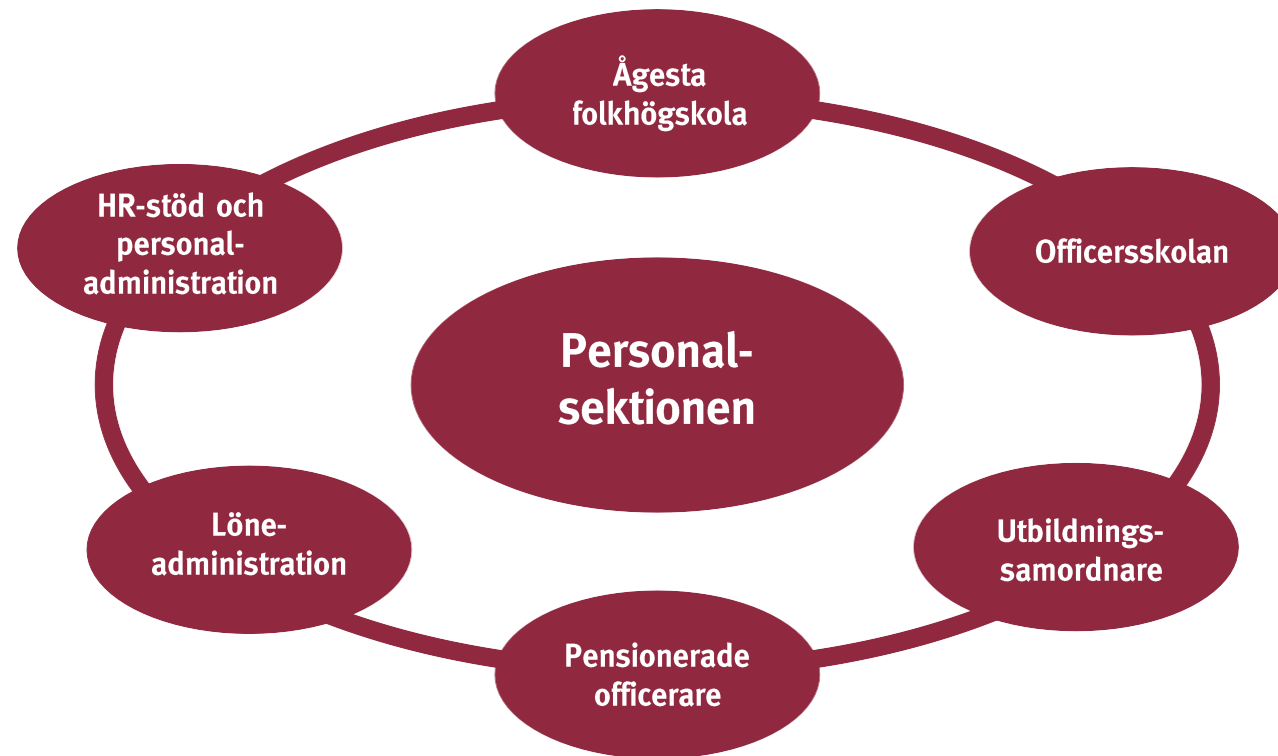 Ågesta
folkhögskola
HR-stöd och
personal-
administration
Officersskolan
Personal-
sektionen
Löne-
administration
Utbildnings-
samordnare
Pensionerade
officerare